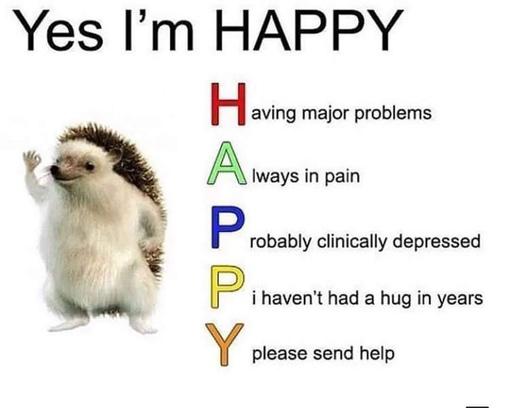 Yes I'm HAPPY
Having major problems
Always in pain
Probably clinically depressed
P i haven't had a hug in years
Y please send help